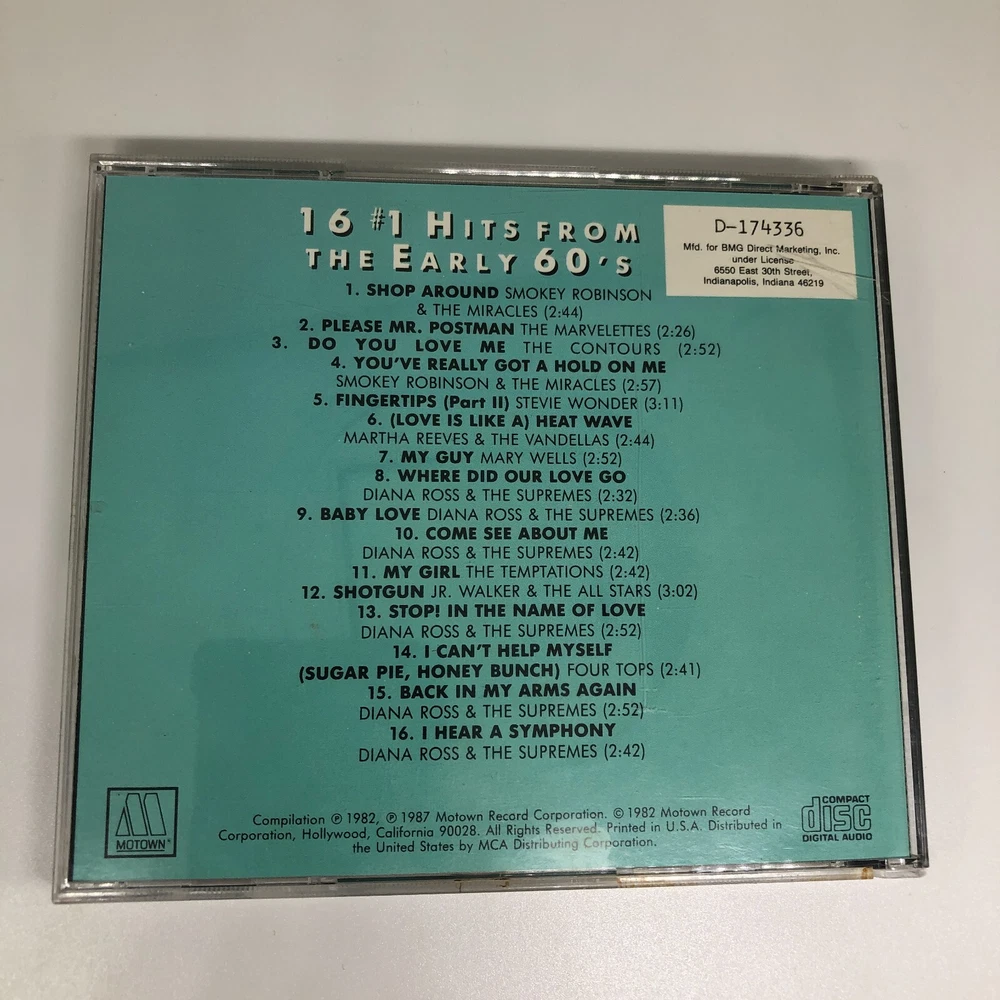 16 #1 HITS FROM
THE EARLY 60'S
D-174336
Mfd. for BMG Direct Marketing, Inc.
under License
6550 East 30th Street,
Indianapolis, Indiana 46219
1. SHOP AROUND SMOKEY ROBINSON
& THE MIRACLES (2:44)
2. PLEASE MR. POSTMAN THE MARVELETTES (2:26)
3. DO YOU LOVE ME THE CONTOURS (2:52)
4. YOU'VE REALLY GOT A HOLD ON ME
SMOKEY ROBINSON & THE MIRACLES (2:57)
5. FINGERTIPS (Part II) STEVIE WONDER (3:11)
6. (LOVE IS LIKE A) HEAT WAVE
MARTHA REEVES & THE VANDELLAS (2:44)
7. MY GUY MARY WELLS (2:52)
8. WHERE DID OUR LOVE GO
DIANA ROSS & THE SUPREMES (2:32)
9. BABY LOVE DIANA ROSS & THE SUPREMES (2:36)
10. COME SEE ABOUT ME
DIANA ROSS & THE SUPREMES (2:42)
11. MY GIRL THE TEMPTATIONS (2:42)
12. SHOTGUN JR. WALKER & THE ALL STARS (3:02)
13. STOP! IN THE NAME OF LOVE
DIANA ROSS & THE SUPREMES (2:52)
14. I CAN'T HELP MYSELF
(SUGAR PIE, HONEY BUNCH) FOUR TOPS (2:41)
15. BACK IN MY ARMS AGAIN
DIANA ROSS & THE SUPREMES (2:52)
16. I HEAR A SYMPHONY
DIANA ROSS & THE SUPREMES (2:42)
MOTOWN®
Compilation ℗ 1982, ℗ 1987 Motown Record Corporation. © 1982 Motown Record
Corporation, Hollywood, California 90028. All Rights Reserved. Printed in U.S.A. Distributed in
the United States by MCA Distributing Corporation.
COMPACT
disc
DIGITAL AUDIO